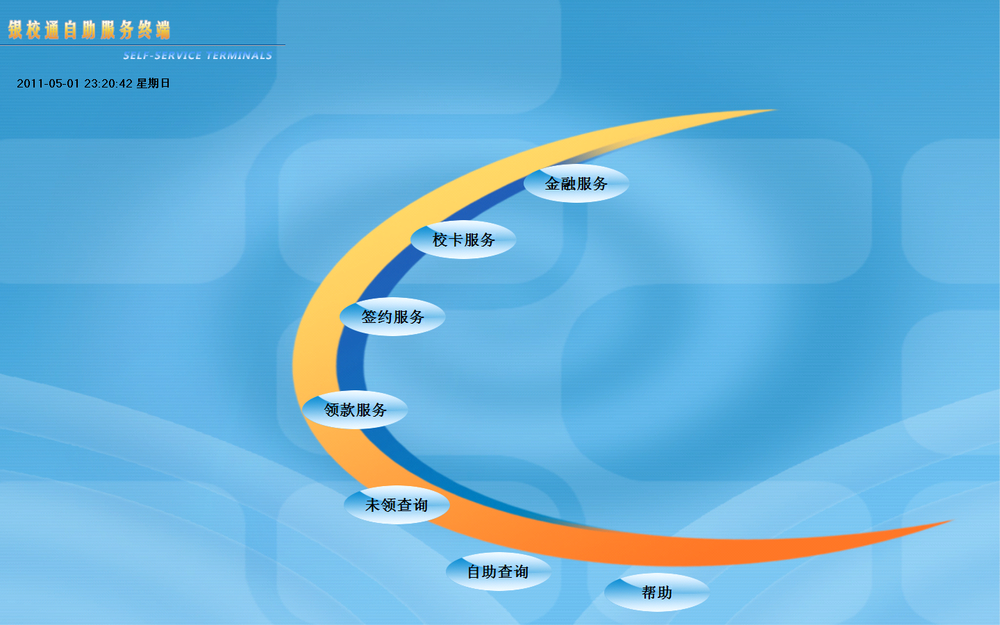 银校通自助服务终端
SELF-SERVICE TERMINALS
2011-05-01 23:20:42 星期日
金融服务
校卡服务
签约服务
领款服务
未领查询
自助查询
帮助